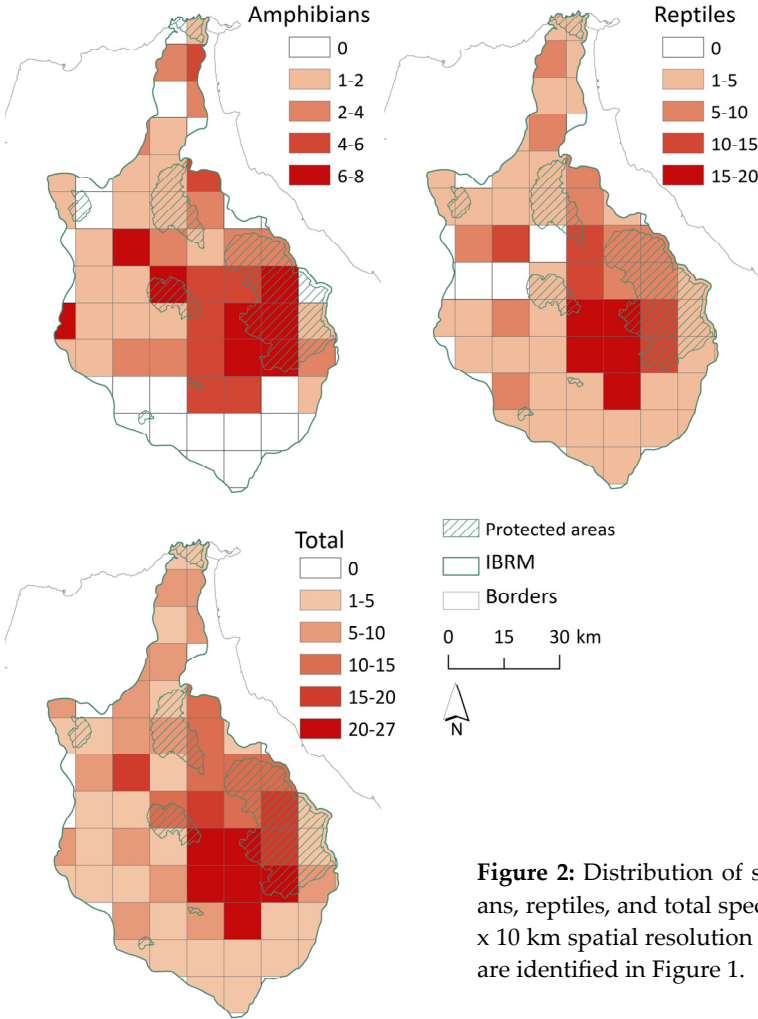 Amphibians
0
1-2
2-4
4-6
6-8
Reptiles
0
1-5
5-10
10-15
15-20
Total
0
1-5
5-10
10-15
15-20
20-27
Protected areas
IBRM
Borders
0 15 30 km
N
Figure 2: Distribution of s
ans, reptiles, and total spec
x 10 km spatial resolution
are identified in Figure 1.